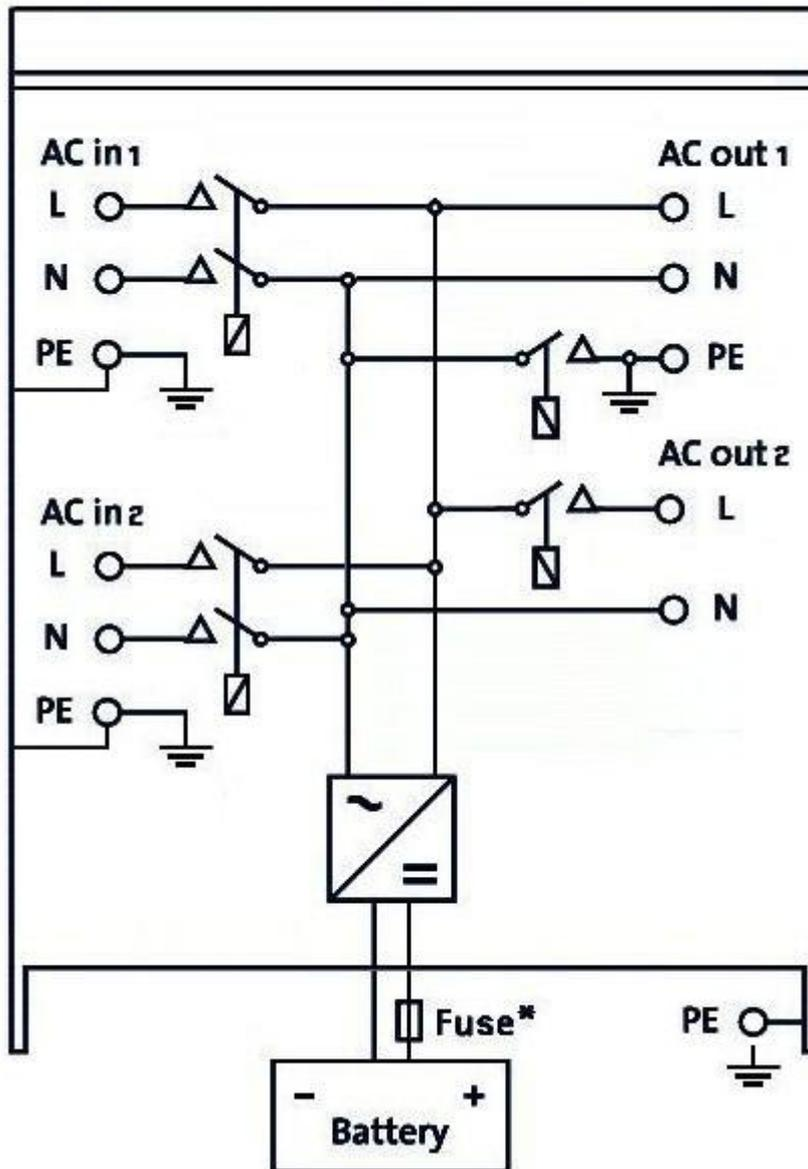 AC in 1
L
N
PE
AC out 1
L
N
PE
AC in 2
L
N
PE
AC out 2
L
N
~
=
Fuse*
PE
- +
Battery